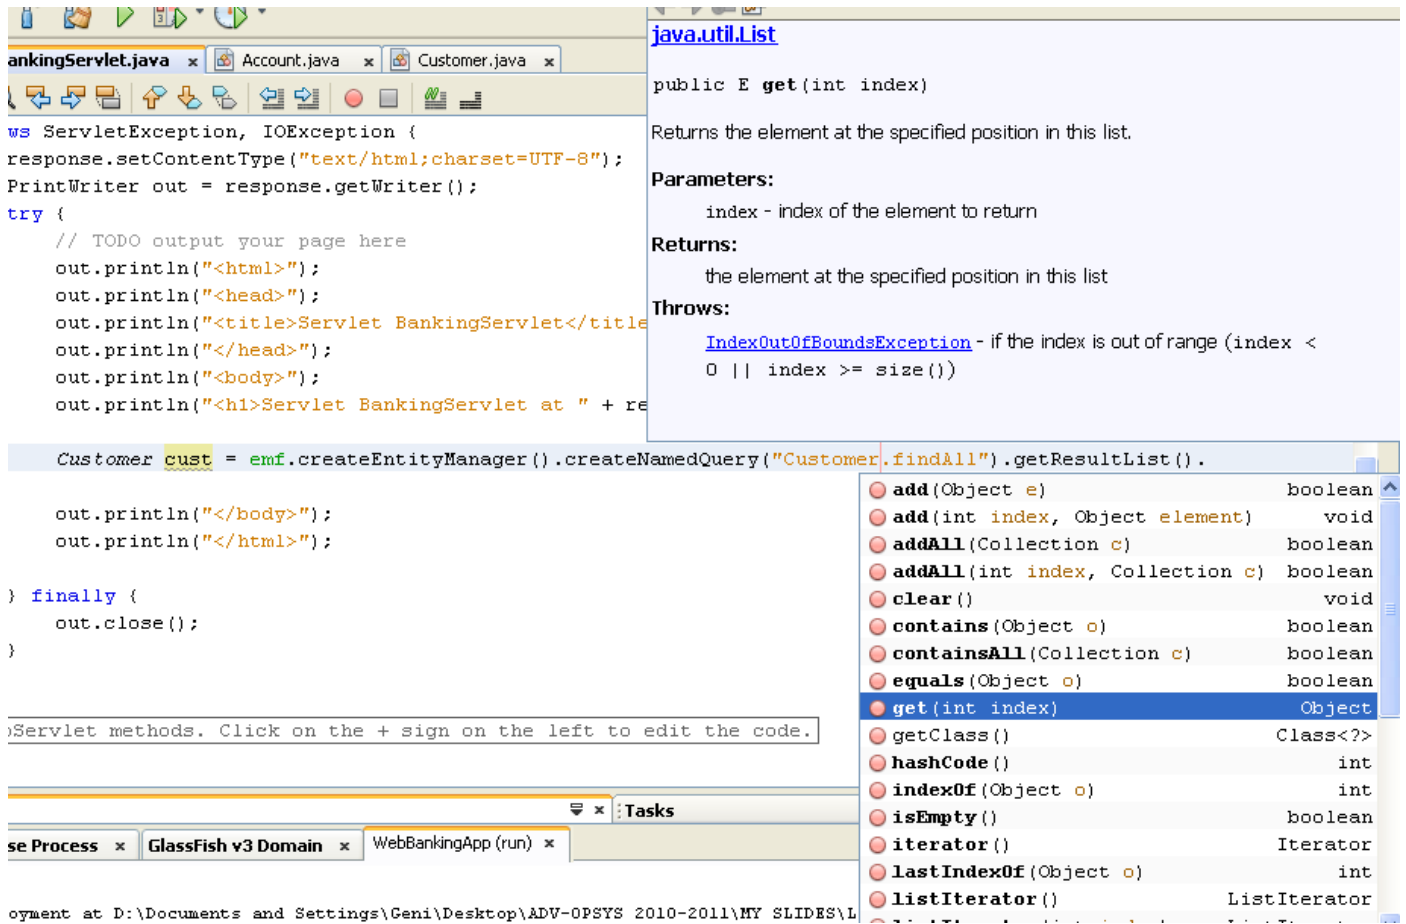 ankingServlet.java x Account.java x Customer.java x
ws ServletException, IOException {
response.setContentType("text/html;charset=UTF-8");
PrintWriter out = response.getWriter();
try {
// TODO output your page here
out.println("<html>");
out.println("<head>");
out.println("<title>Servlet BankingServlet</title
out.println("</head>");
out.println("<body>");
out.println("<h1>Servlet BankingServlet at " + re
Customer cust = emf.createEntityManager().createNamedQuery("Customer.findAll").getResultList().
out.println("</body>");
out.println("</html>");
} finally {
out.close();
}
Servlet methods. Click on the + sign on the left to edit the code.
java.util.List
public E get(int index)
Returns the element at the specified position in this list.
Parameters:
index - index of the element to return
Returns:
the element at the specified position in this list
Throws:
IndexOutOfBoundsException - if the index is out of range (index <
0 || index >= size())
add(Object e) boolean
add(int index, Object element) void
addAll(Collection c) boolean
addAll(int index, Collection c) boolean
clear() void
contains(Object o) boolean
containsAll(Collection c) boolean
equals(Object o) boolean
get(int index) Object
getClass() Class<?>
hashCode() int
indexOf(Object o) int
isEmpty() boolean
iterator() Iterator
lastIndexOf(Object o) int
listIterator() ListIterator
Tasks
se Process x GlassFish v3 Domain x WebBankingApp (run) x
oyment at D:\Documents and Settings\Geni\Desktop\ADV-OPSYS 2010-2011\MY SLIDES\L